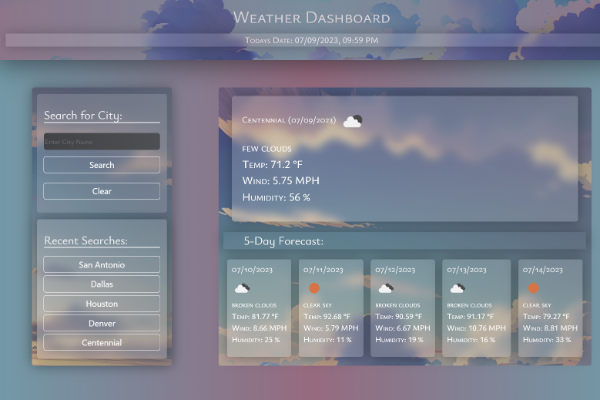 Weather Dashboard
Todays Date: 07/09/2023, 09:59 PM
Search for City:
Enter City Name
Search
Clear
Recent Searches:
San Antonio
Dallas
Houston
Denver
Centennial
Centennial (07/09/2023)
few clouds
Temp: 71.2 °F
Wind: 5.75 MPH
Humidity: 56 %
5-Day Forecast:
07/10/2023
broken clouds
Temp: 81.77 °F
Wind: 8.66 MPH
Humidity: 25 %
07/11/2023
clear sky
Temp: 92.68 °F
Wind: 5.79 MPH
Humidity: 11 %
07/12/2023
broken clouds
Temp: 90.59 °F
Wind: 6.67 MPH
Humidity: 19 %
07/13/2023
broken clouds
Temp: 91.17 °F
Wind: 10.76 MPH
Humidity: 16 %
07/14/2023
clear sky
Temp: 79.27 °F
Wind: 8.81 MPH
Humidity: 33 %